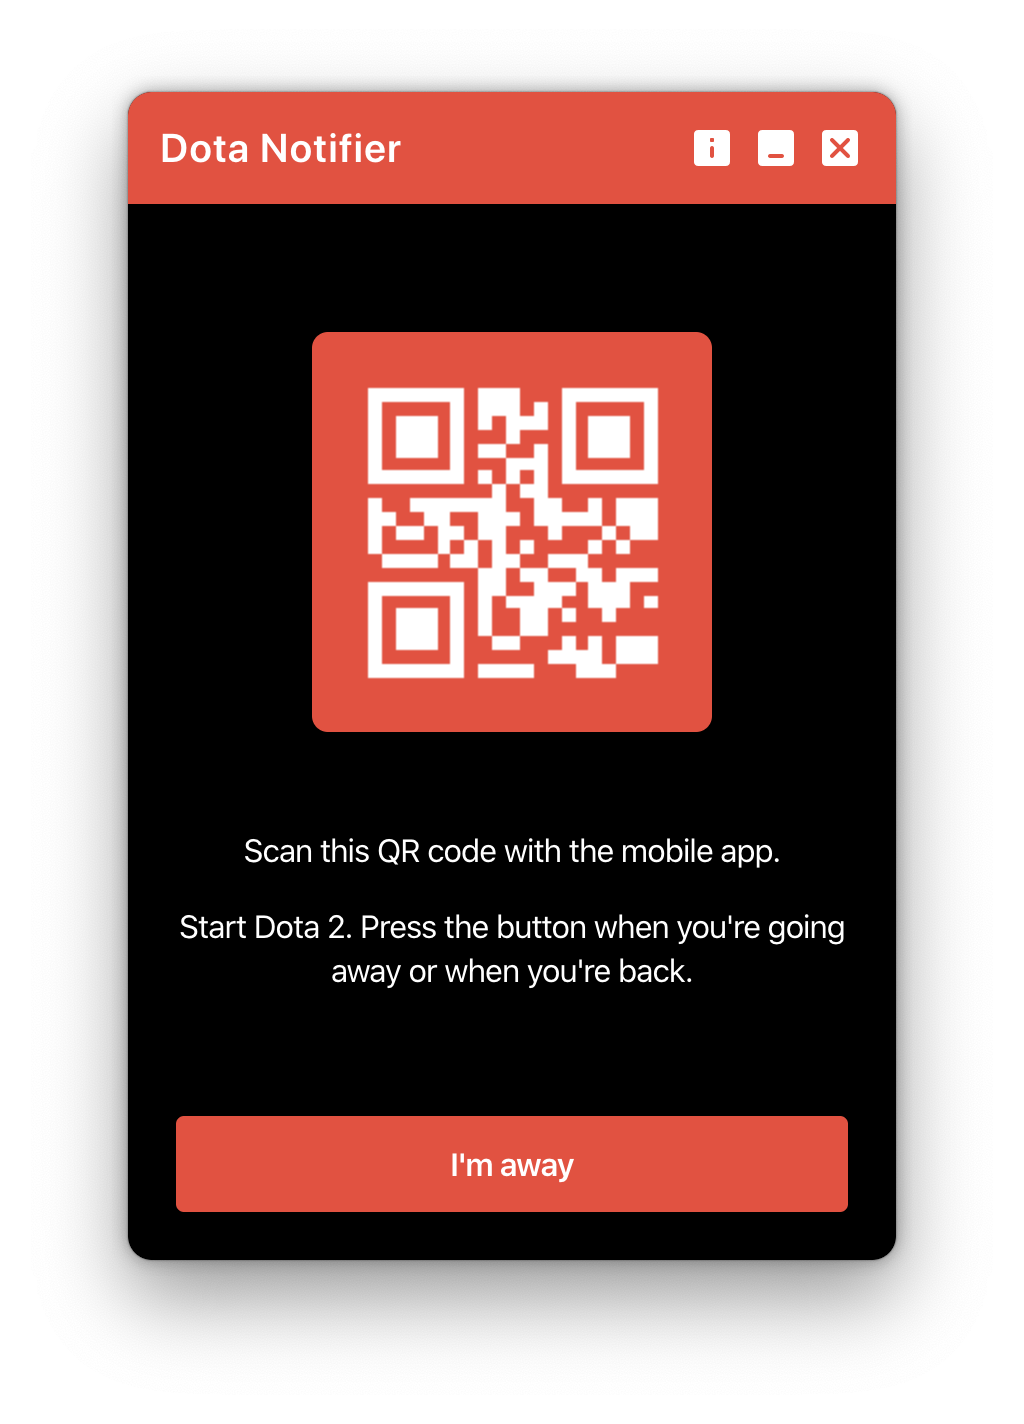 Dota Notifier
Scan this QR code with the mobile app.
Start Dota 2. Press the button when you're going
away or when you're back.
I'm away